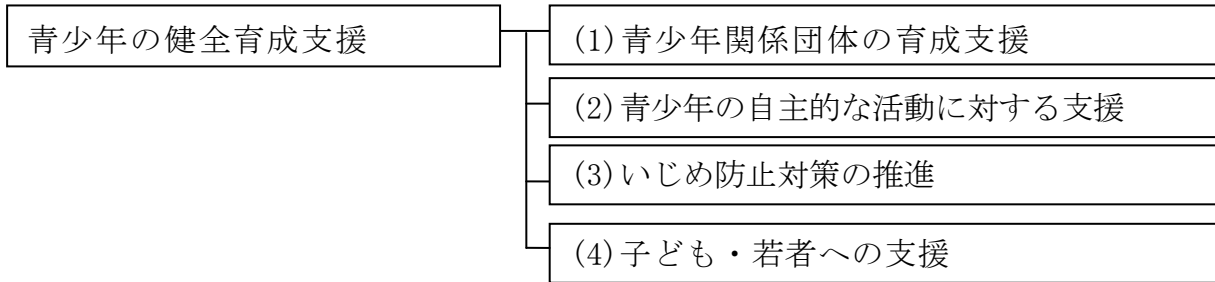 青少年の健全育成支援
(1)青少年関係団体の育成支援
(2)青少年の自主的な活動に対する支援
(3)いじめ防止対策の推進
(4)子ども・若者への支援